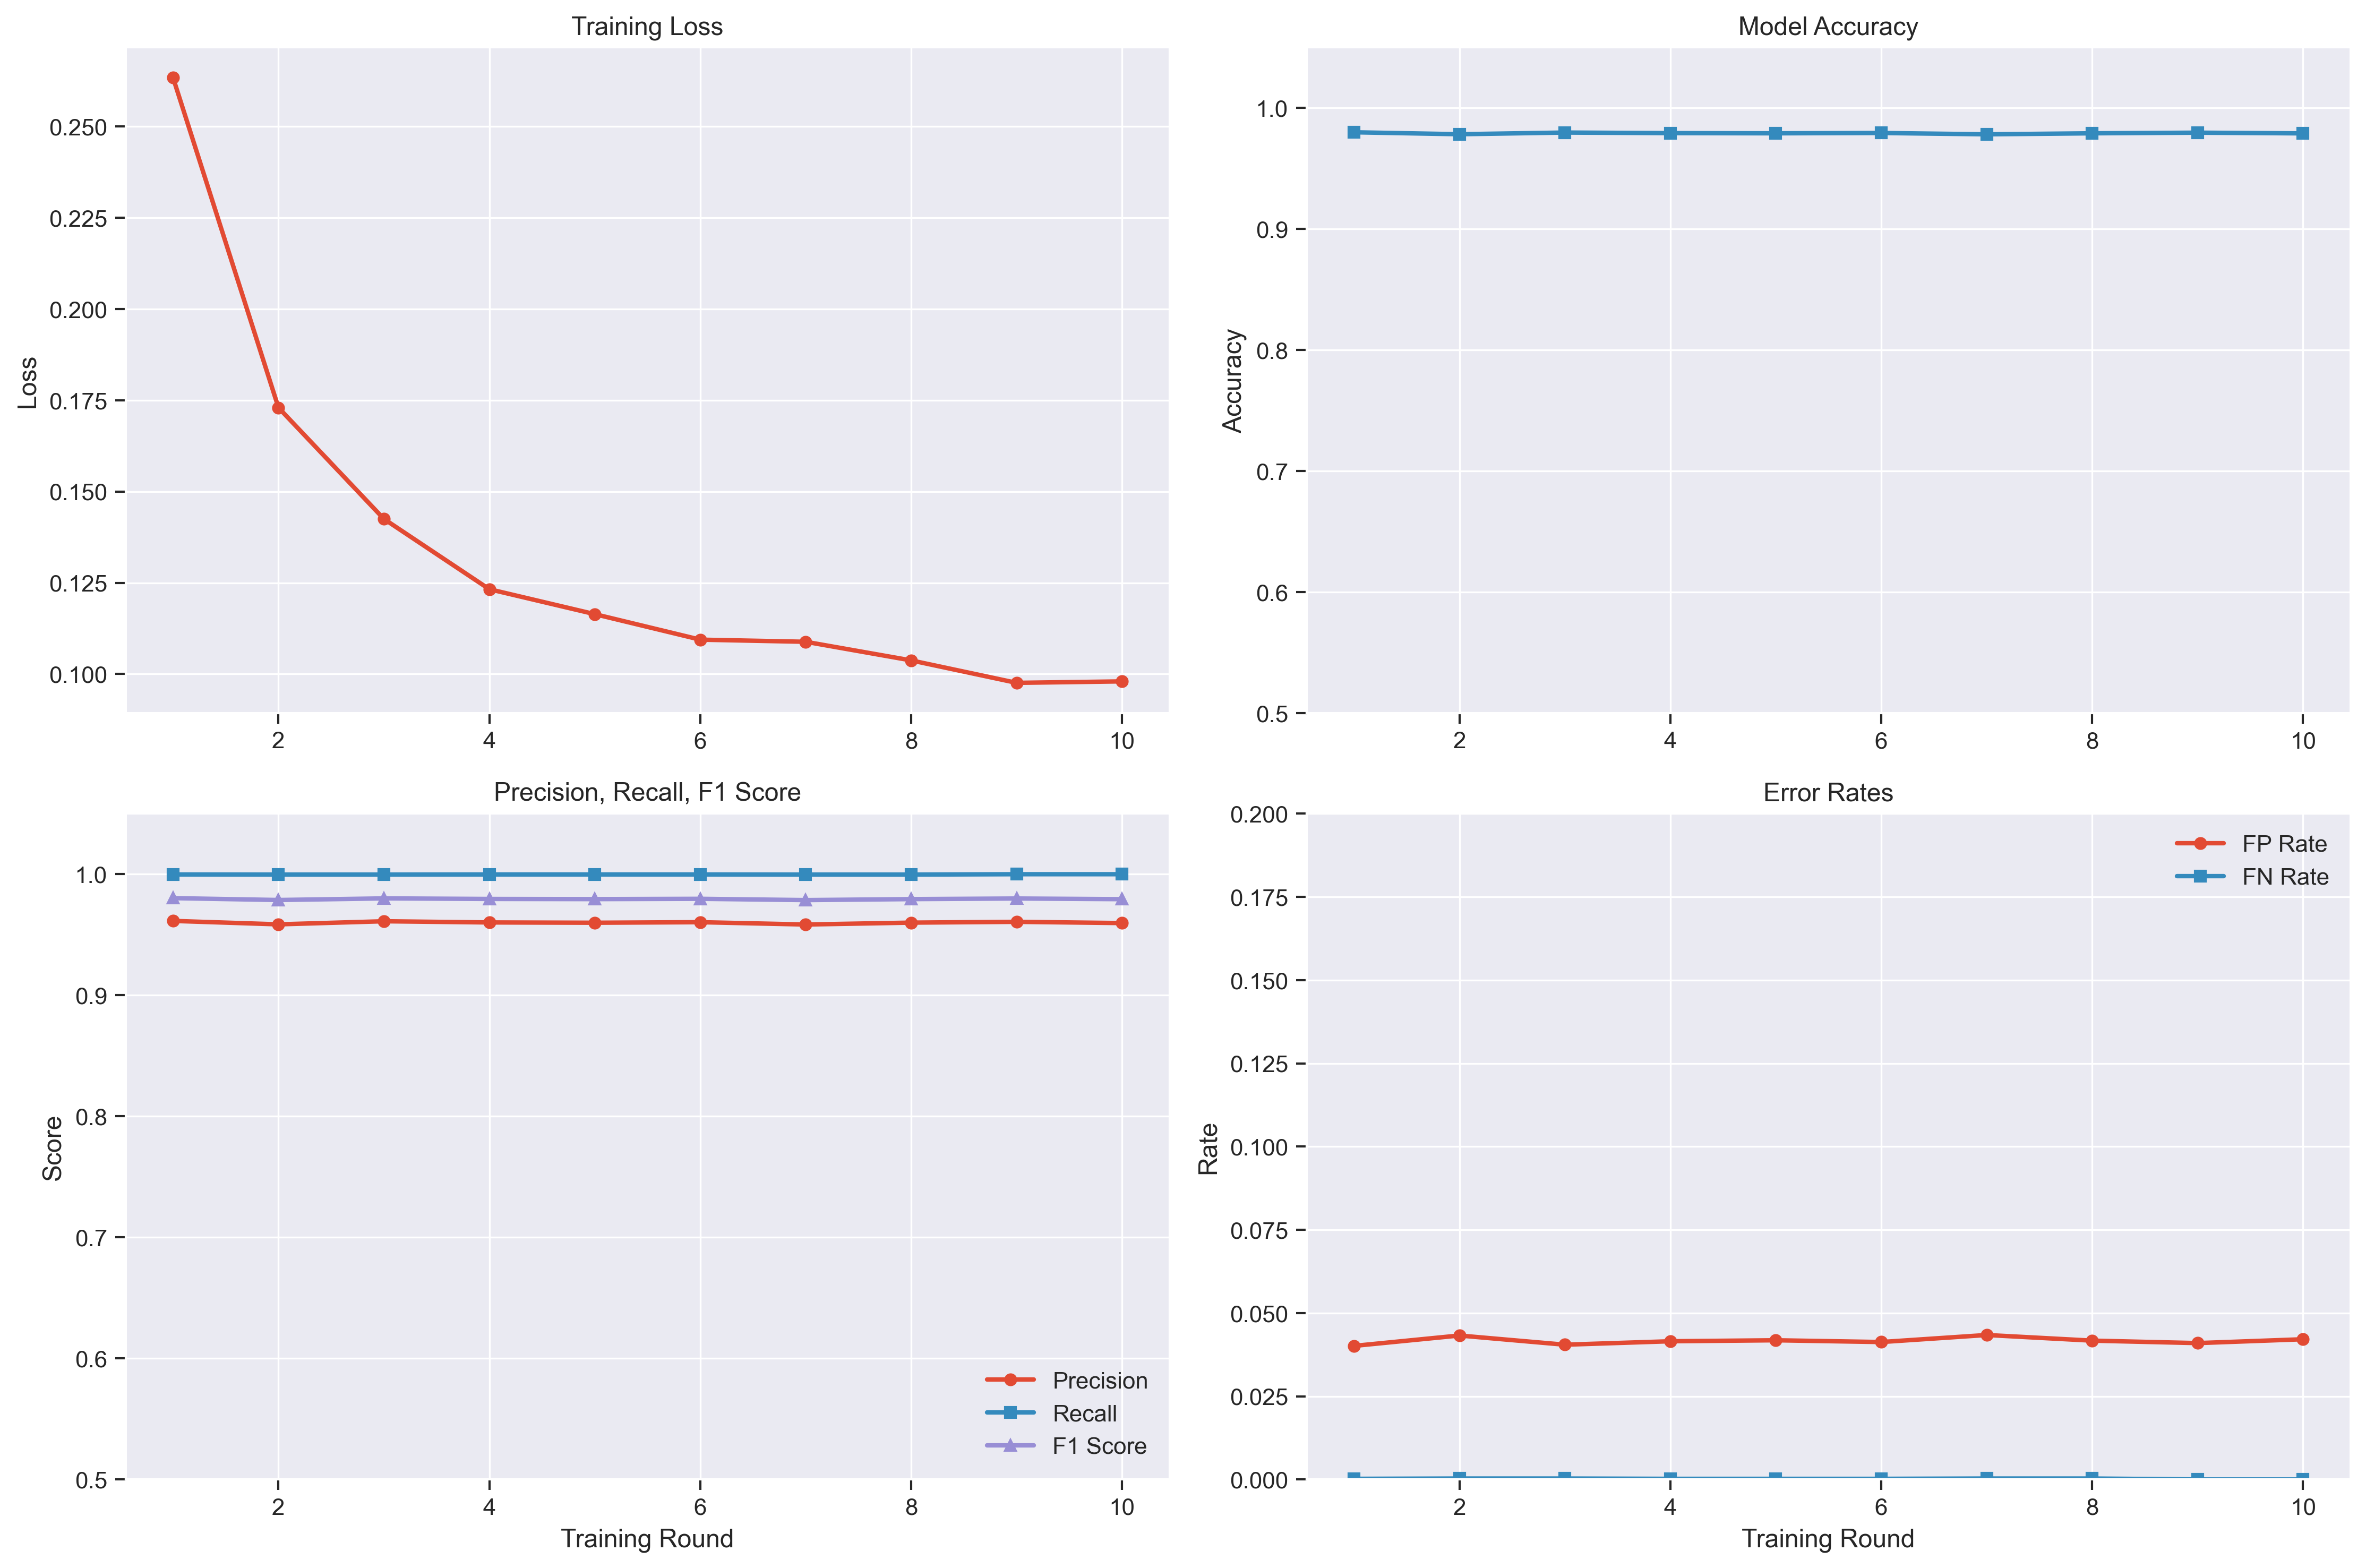 Training Loss
Loss
0.250
0.225
0.200
0.175
0.150
0.125
0.100
2 4 6 8 10
Model Accuracy
Accuracy
1.0
0.9
0.8
0.7
0.6
0.5
2 4 6 8 10
Precision, Recall, F1 Score
Score
1.0
0.9
0.8
0.7
0.6
0.5
Precision
Recall
F1 Score
2 4 6 8 10
Training Round
Error Rates
Rate
0.200
0.175
0.150
0.125
0.100
0.075
0.050
0.025
0.000
FP Rate
FN Rate
2 4 6 8 10
Training Round